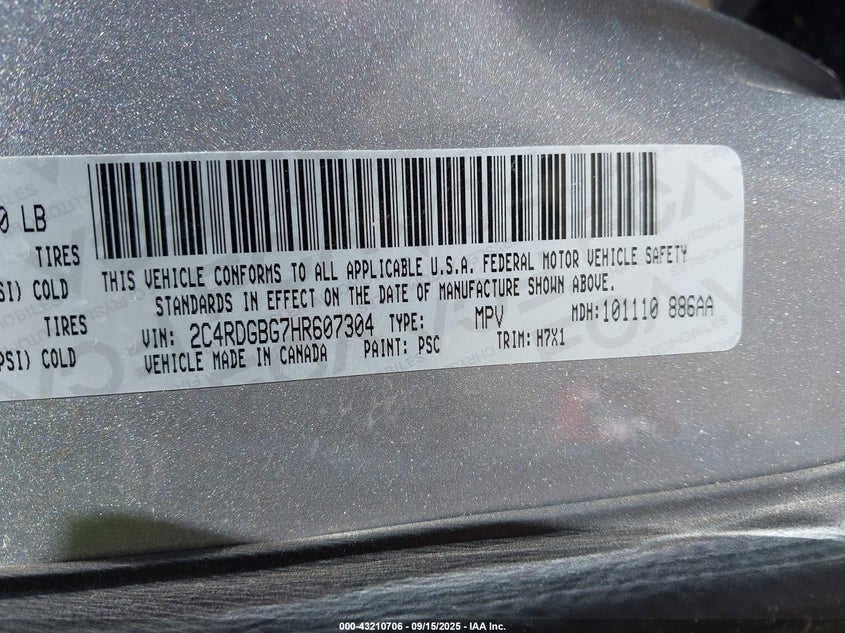 0 LB
TIRES
SI) COLD
TIRES
PSI) COLD
THIS VEHICLE CONFORMS TO ALL APPLICABLE U.S.A. FEDERAL MOTOR VEHICLE SAFETY
STANDARDS IN EFFECT ON THE DATE OF MANUFACTURE SHOWN ABOVE.
VIN: 2C4RDGBG7HR607304 TYPE: MPV MDH:101110 886AA
VEHICLE MADE IN CANADA PAINT: PSC TRIM: H7X1
000-43210706 - 09/15/2025 - IAA Inc.